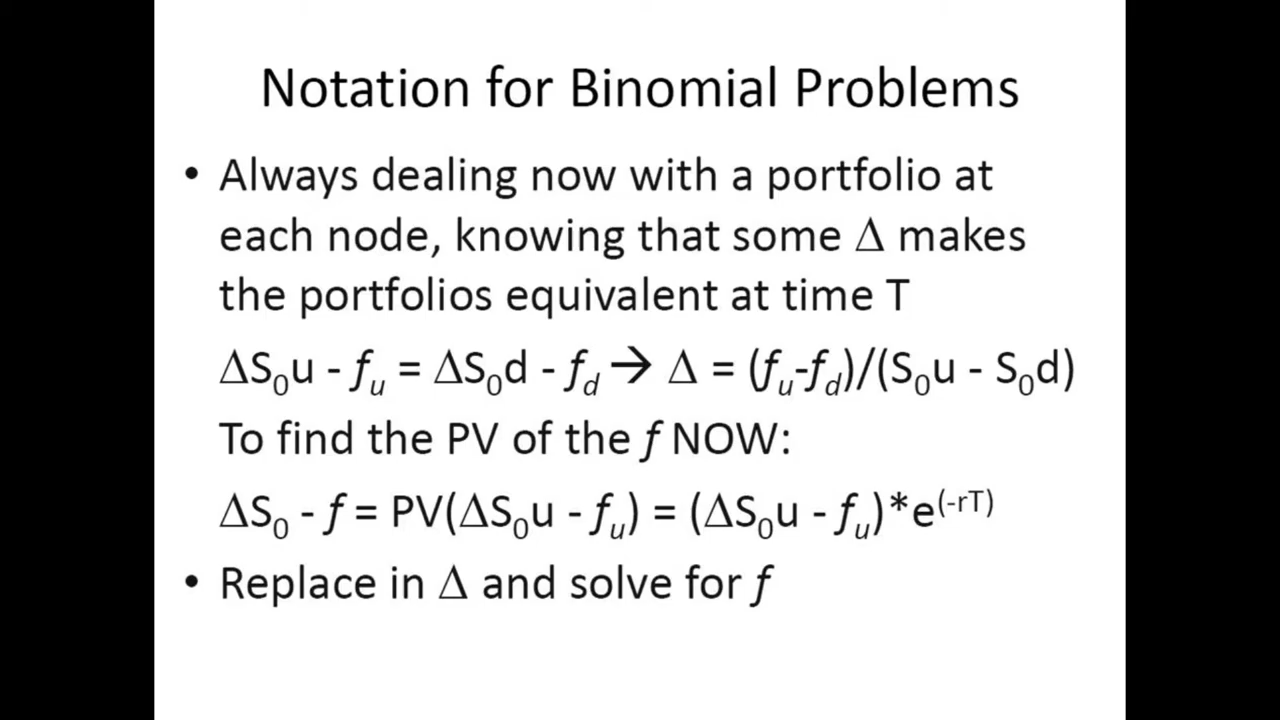 Notation for Binomial Problems
• Always dealing now with a portfolio at
each node, knowing that some Δ makes
the portfolios equivalent at time T
ΔS₀u - fᵤ = ΔS₀d - f_d → Δ = (fᵤ-f_d)/(S₀u - S₀d)
To find the PV of the f NOW:
ΔS₀ - f = PV(ΔS₀u - fᵤ) = (ΔS₀u - fᵤ)*e^(-rT)
• Replace in Δ and solve for f